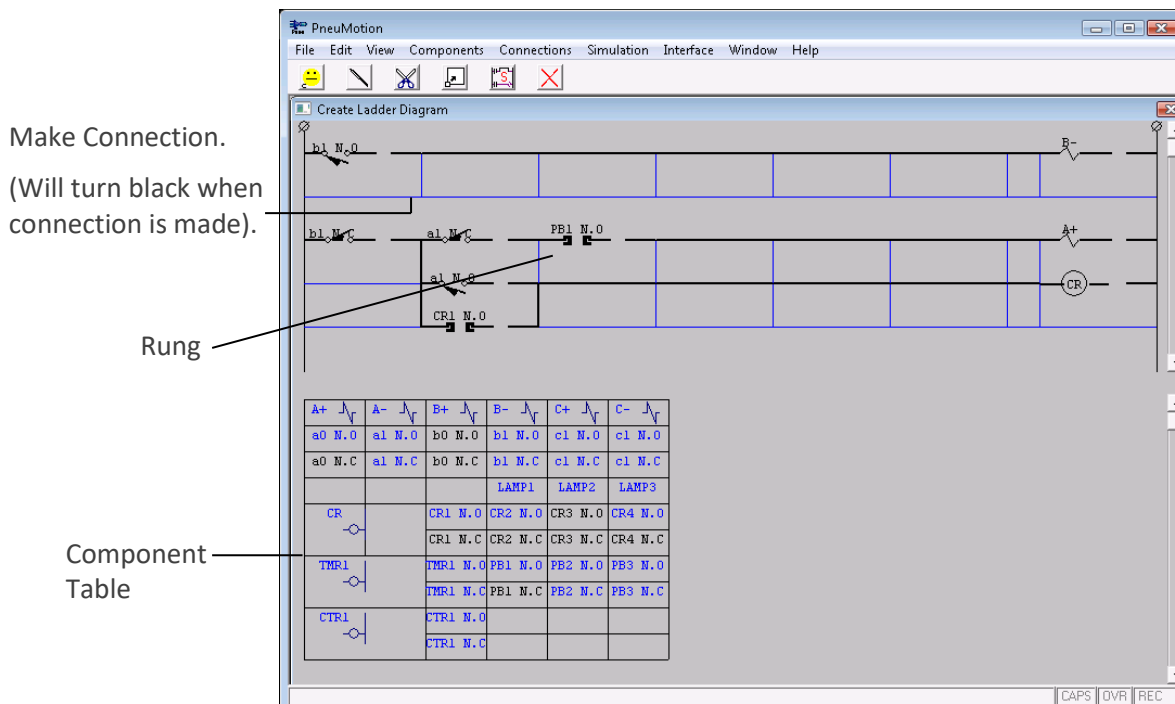 PneuMotion
File Edit View Components Connections Simulation Interface Window Help
S
Create Ladder Diagram
Make Connection.
(Will turn black when
connection is made).
b1 N.O B-
b1 N.C a1 N.C PB1 N.O A+
a1 N.O CR
CR1 N.O
Rung
A+ A- B+ B- C+ C-
a0 N.O a1 N.O b0 N.O b1 N.O c1 N.O c1 N.O
a0 N.C a1 N.C b0 N.C b1 N.C c1 N.C c1 N.C
LAMP1 LAMP2 LAMP3
CR CR1 N.O CR2 N.O CR3 N.O CR4 N.O
CR1 N.C CR2 N.C CR3 N.C CR4 N.C
Component
Table
TMR1 TMR1 N.O PB1 N.O PB2 N.O PB3 N.O
TMR1 N.C PB1 N.C PB2 N.C PB3 N.C
CTR1 CTR1 N.O
CTR1 N.C
CAPS OVR REC